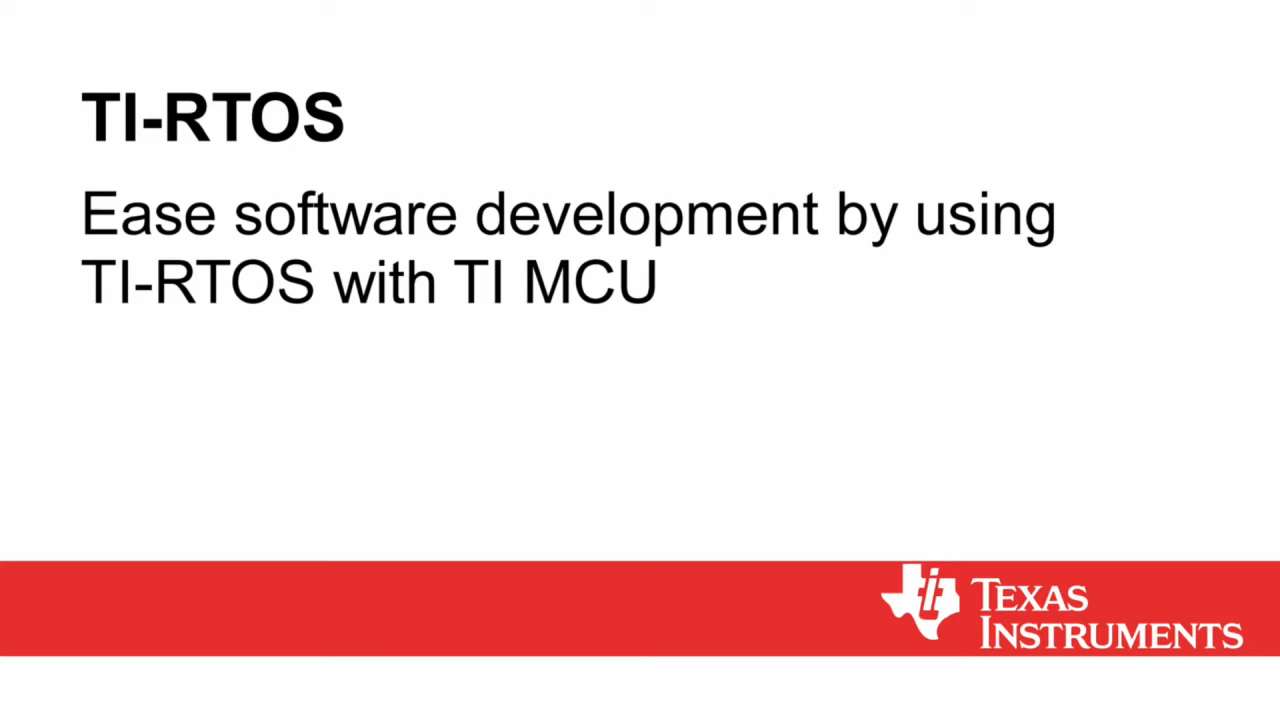 TI-RTOS
Ease software development by using
TI-RTOS with TI MCU
TEXAS
INSTRUMENTS